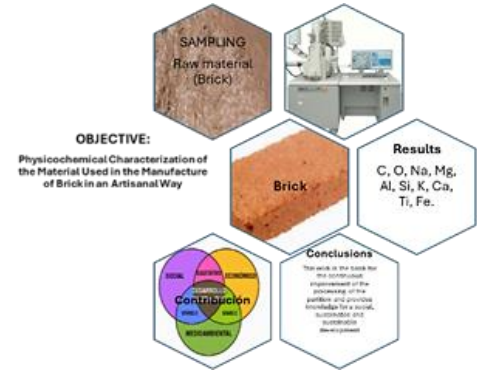 SAMPLING
Raw material
(Brick)
OBJECTIVE:
Physicochemical Characterization of
the Material Used in the Manufacture
of Brick in an Artisanal Way
Brick
Results
C, O, Na, Mg,
Al, Si, K, Ca,
Ti, Fe.
SOCIAL
ECONÓMICO
Contribución
MEDIOAMBIENTAL
Conclusions
This work is the basis for
the continuous
improvement of the
processing of the
partition and provides
knowledge for a social,
sustainable and
sustainable
development